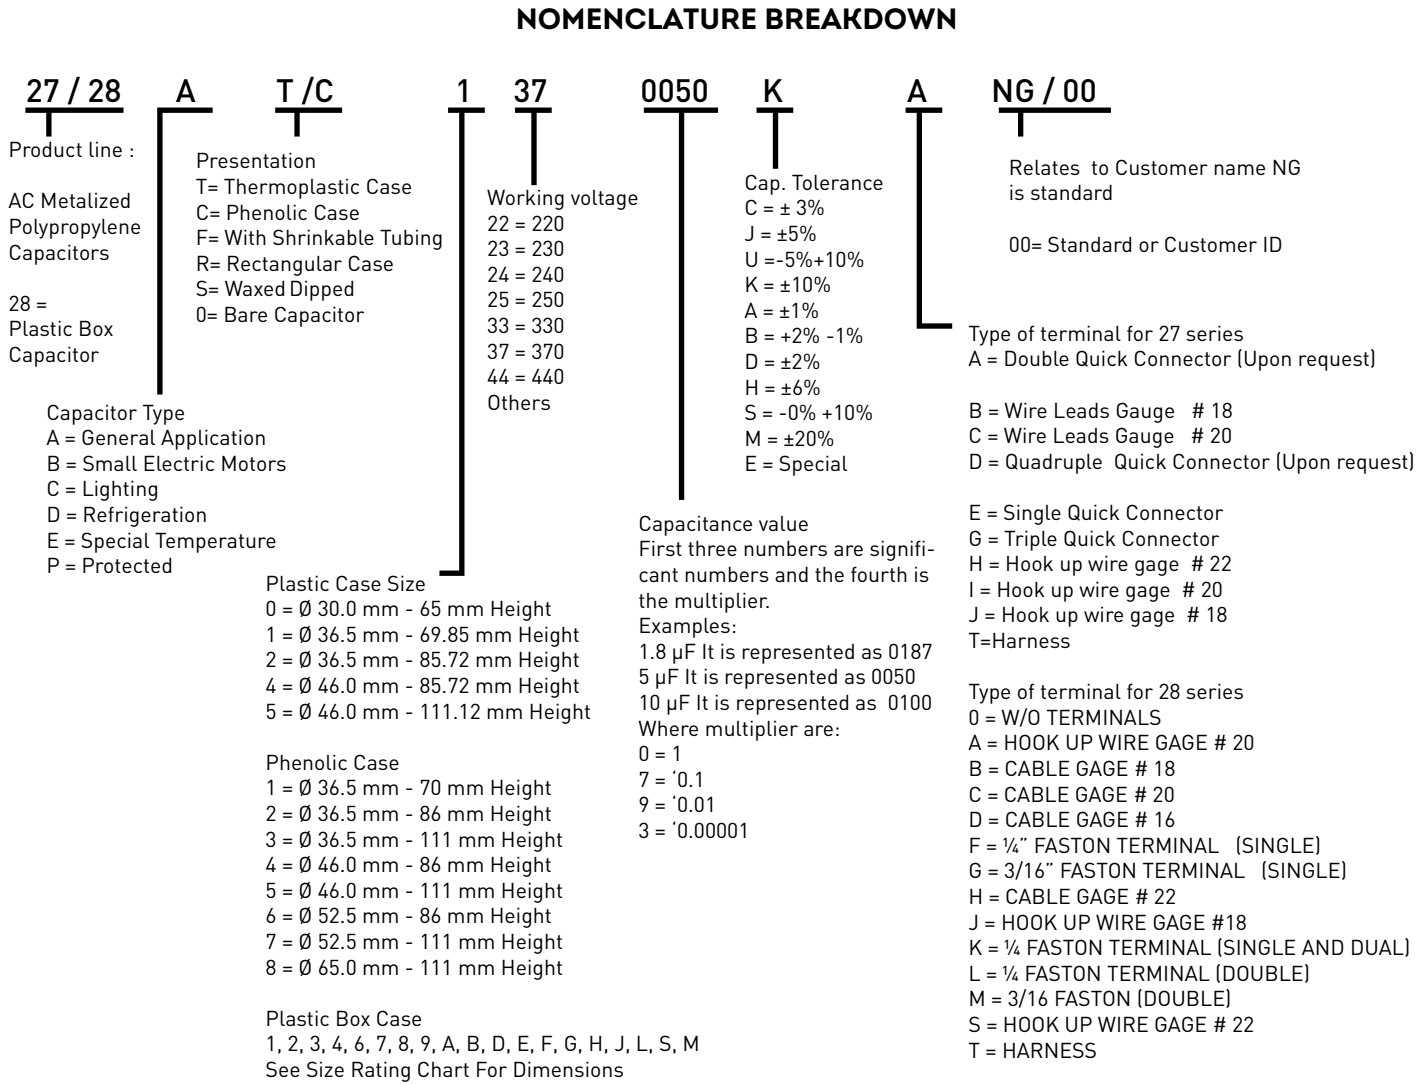 NOMENCLATURE BREAKDOWN
27 / 28 A T /C 1 37 0050 K A NG / 00
Product line :
AC Metalized
Polypropylene
Capacitors
28 =
Plastic Box
Capacitor
Capacitor Type
A = General Application
B = Small Electric Motors
C = Lighting
D = Refrigeration
E = Special Temperature
P = Protected
Presentation
T= Thermoplastic Case
C= Phenolic Case
F= With Shrinkable Tubing
R= Rectangular Case
S= Waxed Dipped
0= Bare Capacitor
Plastic Case Size
0 = Ø 30.0 mm - 65 mm Height
1 = Ø 36.5 mm - 69.85 mm Height
2 = Ø 36.5 mm - 85.72 mm Height
4 = Ø 46.0 mm - 85.72 mm Height
5 = Ø 46.0 mm - 111.12 mm Height
Phenolic Case
1 = Ø 36.5 mm - 70 mm Height
2 = Ø 36.5 mm - 86 mm Height
3 = Ø 36.5 mm - 111 mm Height
4 = Ø 46.0 mm - 86 mm Height
5 = Ø 46.0 mm - 111 mm Height
6 = Ø 52.5 mm - 86 mm Height
7 = Ø 52.5 mm - 111 mm Height
8 = Ø 65.0 mm - 111 mm Height
Plastic Box Case
1, 2, 3, 4, 6, 7, 8, 9, A, B, D, E, F, G, H, J, L, S, M
See Size Rating Chart For Dimensions
Working voltage
22 = 220
23 = 230
24 = 240
25 = 250
33 = 330
37 = 370
44 = 440
Others
Capacitance value
First three numbers are signifi-
cant numbers and the fourth is
the multiplier.
Examples:
1.8 µF It is represented as 0187
5 µF It is represented as 0050
10 µF It is represented as 0100
Where multiplier are:
0 = 1
7 = ‘0.1
9 = ‘0.01
3 = ‘0.00001
Cap. Tolerance
C = ± 3%
J = ±5%
U =-5%+10%
K = ±10%
A = ±1%
B = +2% -1%
D = ±2%
H = ±6%
S = -0% +10%
M = ±20%
E = Special
Relates to Customer name NG
is standard
00= Standard or Customer ID
Type of terminal for 27 series
A = Double Quick Connector (Upon request)
B = Wire Leads Gauge # 18
C = Wire Leads Gauge # 20
D = Quadruple Quick Connector (Upon request)
E = Single Quick Connector
G = Triple Quick Connector
H = Hook up wire gage # 22
I = Hook up wire gage # 20
J = Hook up wire gage # 18
T=Harness
Type of terminal for 28 series
0 = W/O TERMINALS
A = HOOK UP WIRE GAGE # 20
B = CABLE GAGE # 18
C = CABLE GAGE # 20
D = CABLE GAGE # 16
F = ¼” FASTON TERMINAL (SINGLE)
G = 3/16” FASTON TERMINAL (SINGLE)
H = CABLE GAGE # 22
J = HOOK UP WIRE GAGE #18
K = ¼ FASTON TERMINAL (SINGLE AND DUAL)
L = ¼ FASTON TERMINAL (DOUBLE)
M = 3/16 FASTON (DOUBLE)
S = HOOK UP WIRE GAGE # 22
T = HARNESS